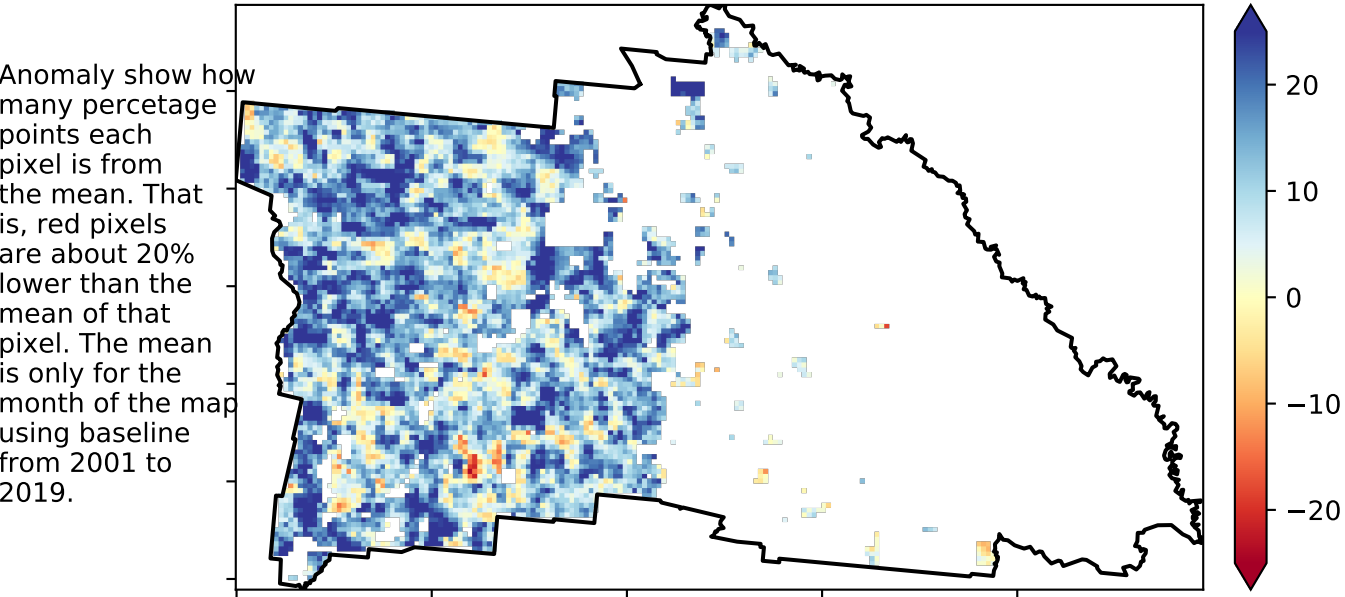 Anomaly show how
many percetage
points each
pixel is from
the mean. That
is, red pixels
are about 20%
lower than the
mean of that
pixel. The mean
is only for the
month of the map
using baseline
from 2001 to
2019.
20
10
0
−10
−20